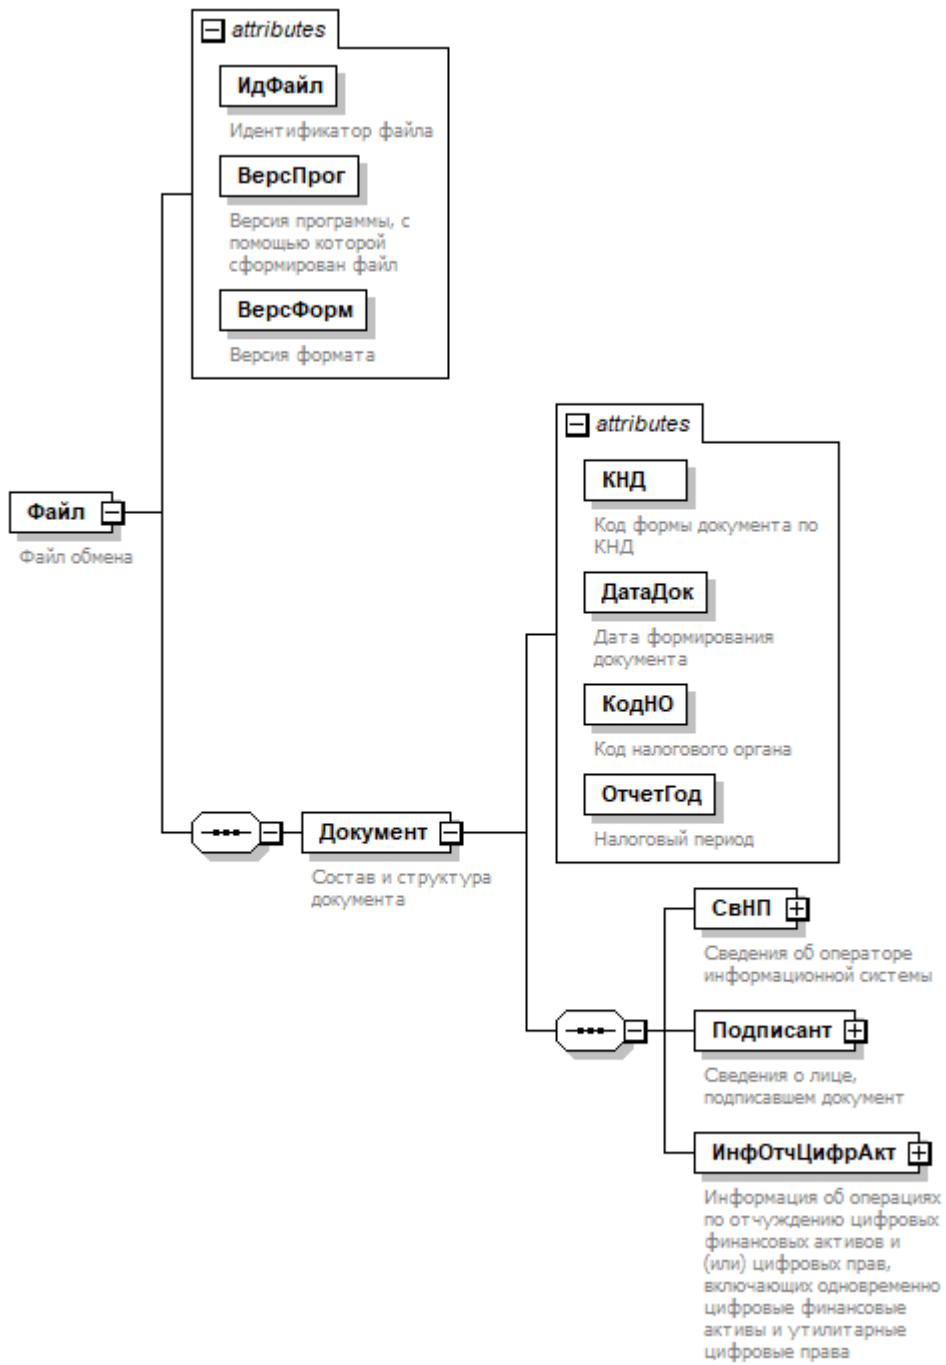 attributes
ИдФайл
Идентификатор файла
ВерсПрог
Версия программы, с
помощью которой
сформирован файл
ВерсФорм
Версия формата
Файл
Файл обмена
attributes
КНД
Код формы документа по
КНД
ДатаДок
Дата формирования
документа
КодНО
Код налогового органа
ОтчетГод
Налоговый период
Документ
Состав и структура
документа
СвНП
Сведения об операторе
информационной системы
Подписант
Сведения о лице,
подписавшем документ
ИнфОтчЦифрАкт
Информация об операциях
по отчуждению цифровых
финансовых активов и
(или) цифровых прав,
включающих одновременно
цифровые финансовые
активы и утилитарные
цифровые права